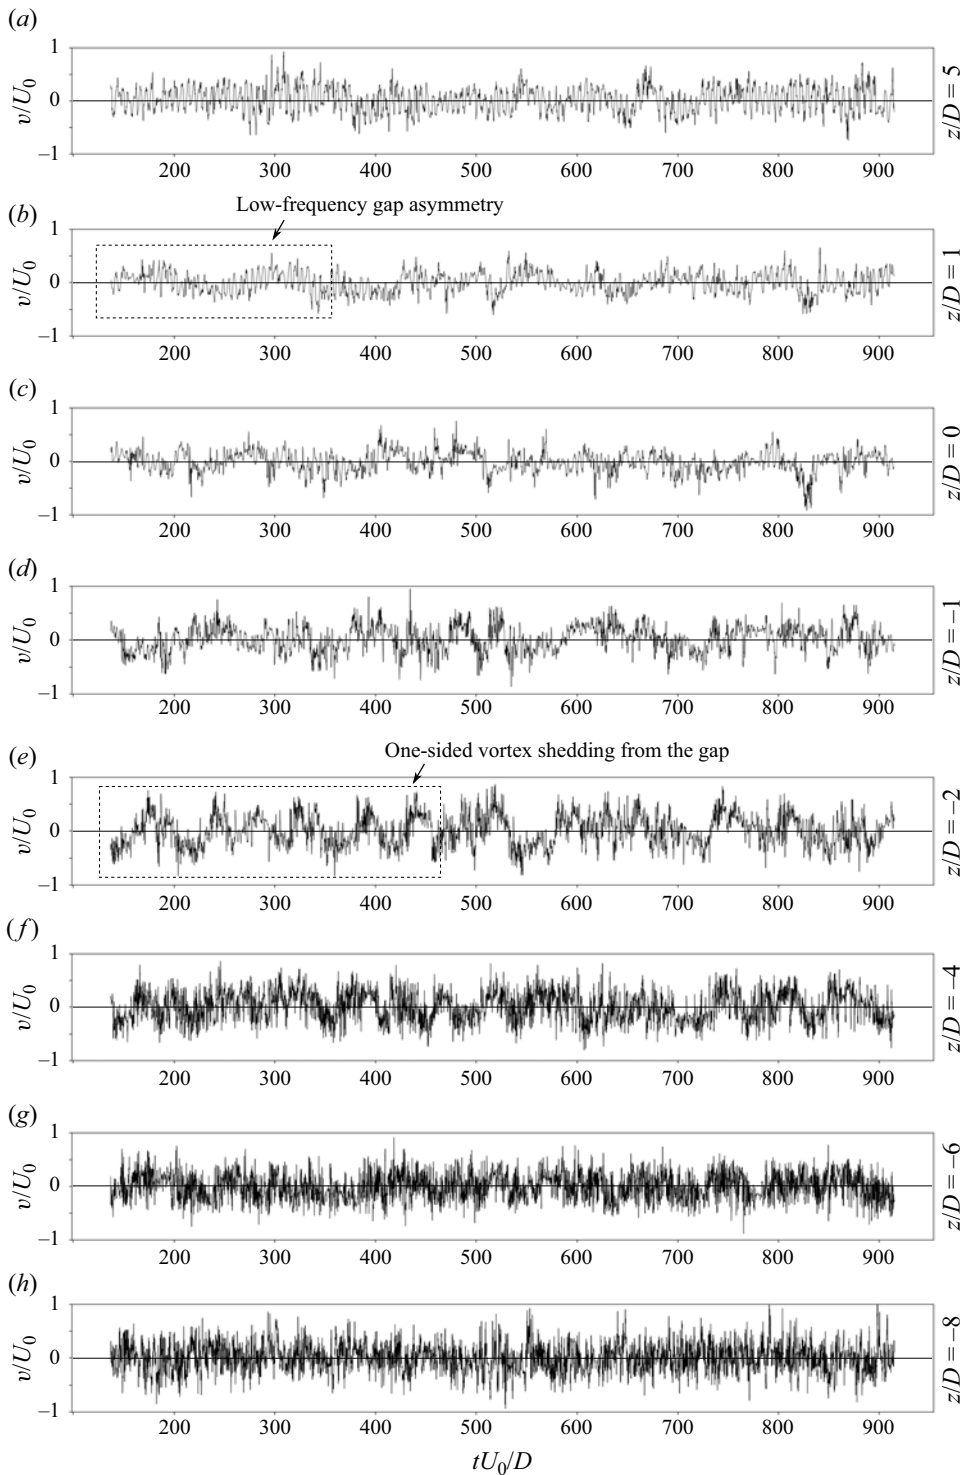 (a)
1
0
–1
v/U0
z/D = 5
200 300 400 500 600 700 800 900
Low-frequency gap asymmetry
(b)
1
0
–1
v/U0
z/D = 1
200 300 400 500 600 700 800 900
(c)
1
0
–1
v/U0
z/D = 0
200 300 400 500 600 700 800 900
(d)
1
0
–1
v/U0
z/D = –1
200 300 400 500 600 700 800 900
One-sided vortex shedding from the gap
(e)
1
0
–1
v/U0
z/D = –2
200 300 400 500 600 700 800 900
(f)
1
0
–1
v/U0
z/D = –4
200 300 400 500 600 700 800 900
(g)
1
0
–1
v/U0
z/D = –6
200 300 400 500 600 700 800 900
(h)
1
0
–1
v/U0
z/D = –8
200 300 400 500 600 700 800 900
tU0/D